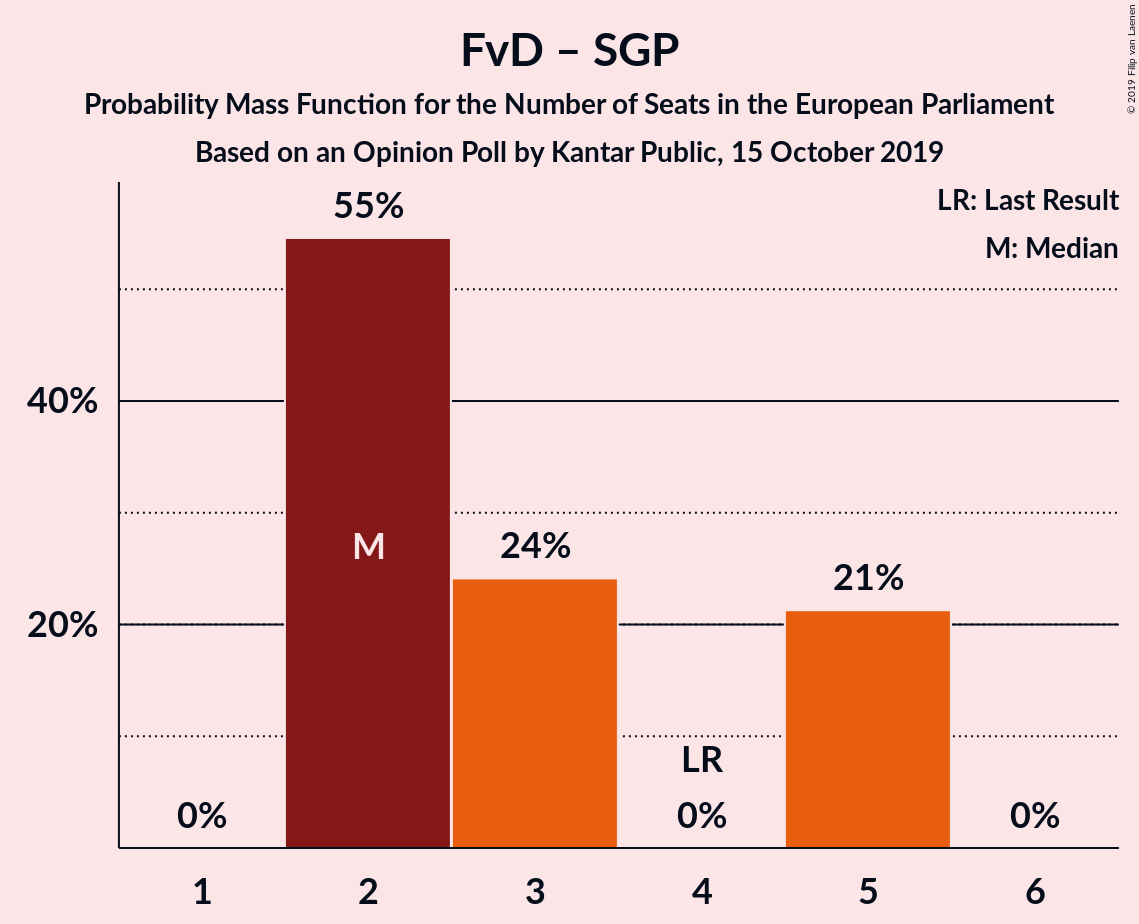 FvD – SGP
Probability Mass Function for the Number of Seats in the European Parliament
Based on an Opinion Poll by Kantar Public, 15 October 2019
© 2019 Filip van Laenen
LR: Last Result
M: Median
55%
40%
M
24%
21%
20%
LR
0%
0%
0%
1 2 3 4 5 6